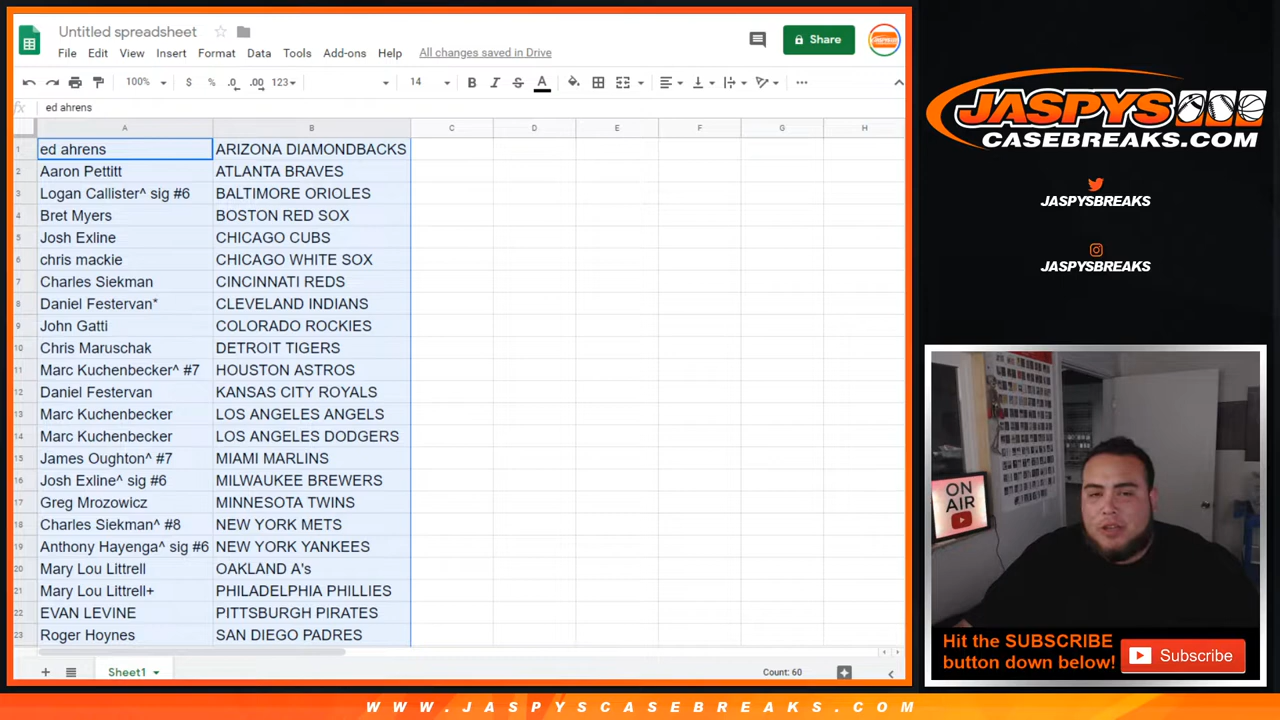 Untitled spreadsheet
File Edit View Insert Format Data Tools Add-ons Help All changes saved in Drive
Share
100% $ % .0 .00 123 14 B I S A
fx ed ahrens
A B C D E F G H
1 ed ahrens ARIZONA DIAMONDBACKS
2 Aaron Pettitt ATLANTA BRAVES
3 Logan Callister^ sig #6 BALTIMORE ORIOLES
4 Bret Myers BOSTON RED SOX
5 Josh Exline CHICAGO CUBS
6 chris mackie CHICAGO WHITE SOX
7 Charles Siekman CINCINNATI REDS
8 Daniel Festervan* CLEVELAND INDIANS
9 John Gatti COLORADO ROCKIES
10 Chris Maruschak DETROIT TIGERS
11 Marc Kuchenbecker^ #7 HOUSTON ASTROS
12 Daniel Festervan KANSAS CITY ROYALS
13 Marc Kuchenbecker LOS ANGELES ANGELS
14 Marc Kuchenbecker LOS ANGELES DODGERS
15 James Oughton^ #7 MIAMI MARLINS
16 Josh Exline^ sig #6 MILWAUKEE BREWERS
17 Greg Mrozowicz MINNESOTA TWINS
18 Charles Siekman^ #8 NEW YORK METS
19 Anthony Hayenga^ sig #6 NEW YORK YANKEES
20 Mary Lou Littrell OAKLAND A's
21 Mary Lou Littrell+ PHILADELPHIA PHILLIES
22 EVAN LEVINE PITTSBURGH PIRATES
23 Roger Hoynes SAN DIEGO PADRES
Sheet1
Count: 60
JASPYS
CASEBREAKS.COM
JASPYSBREAKS
JASPYSBREAKS
ON
AIR
Hit the SUBSCRIBE
button down below!
Subscribe
WWW.JASPYSCASEBREAKS.COM